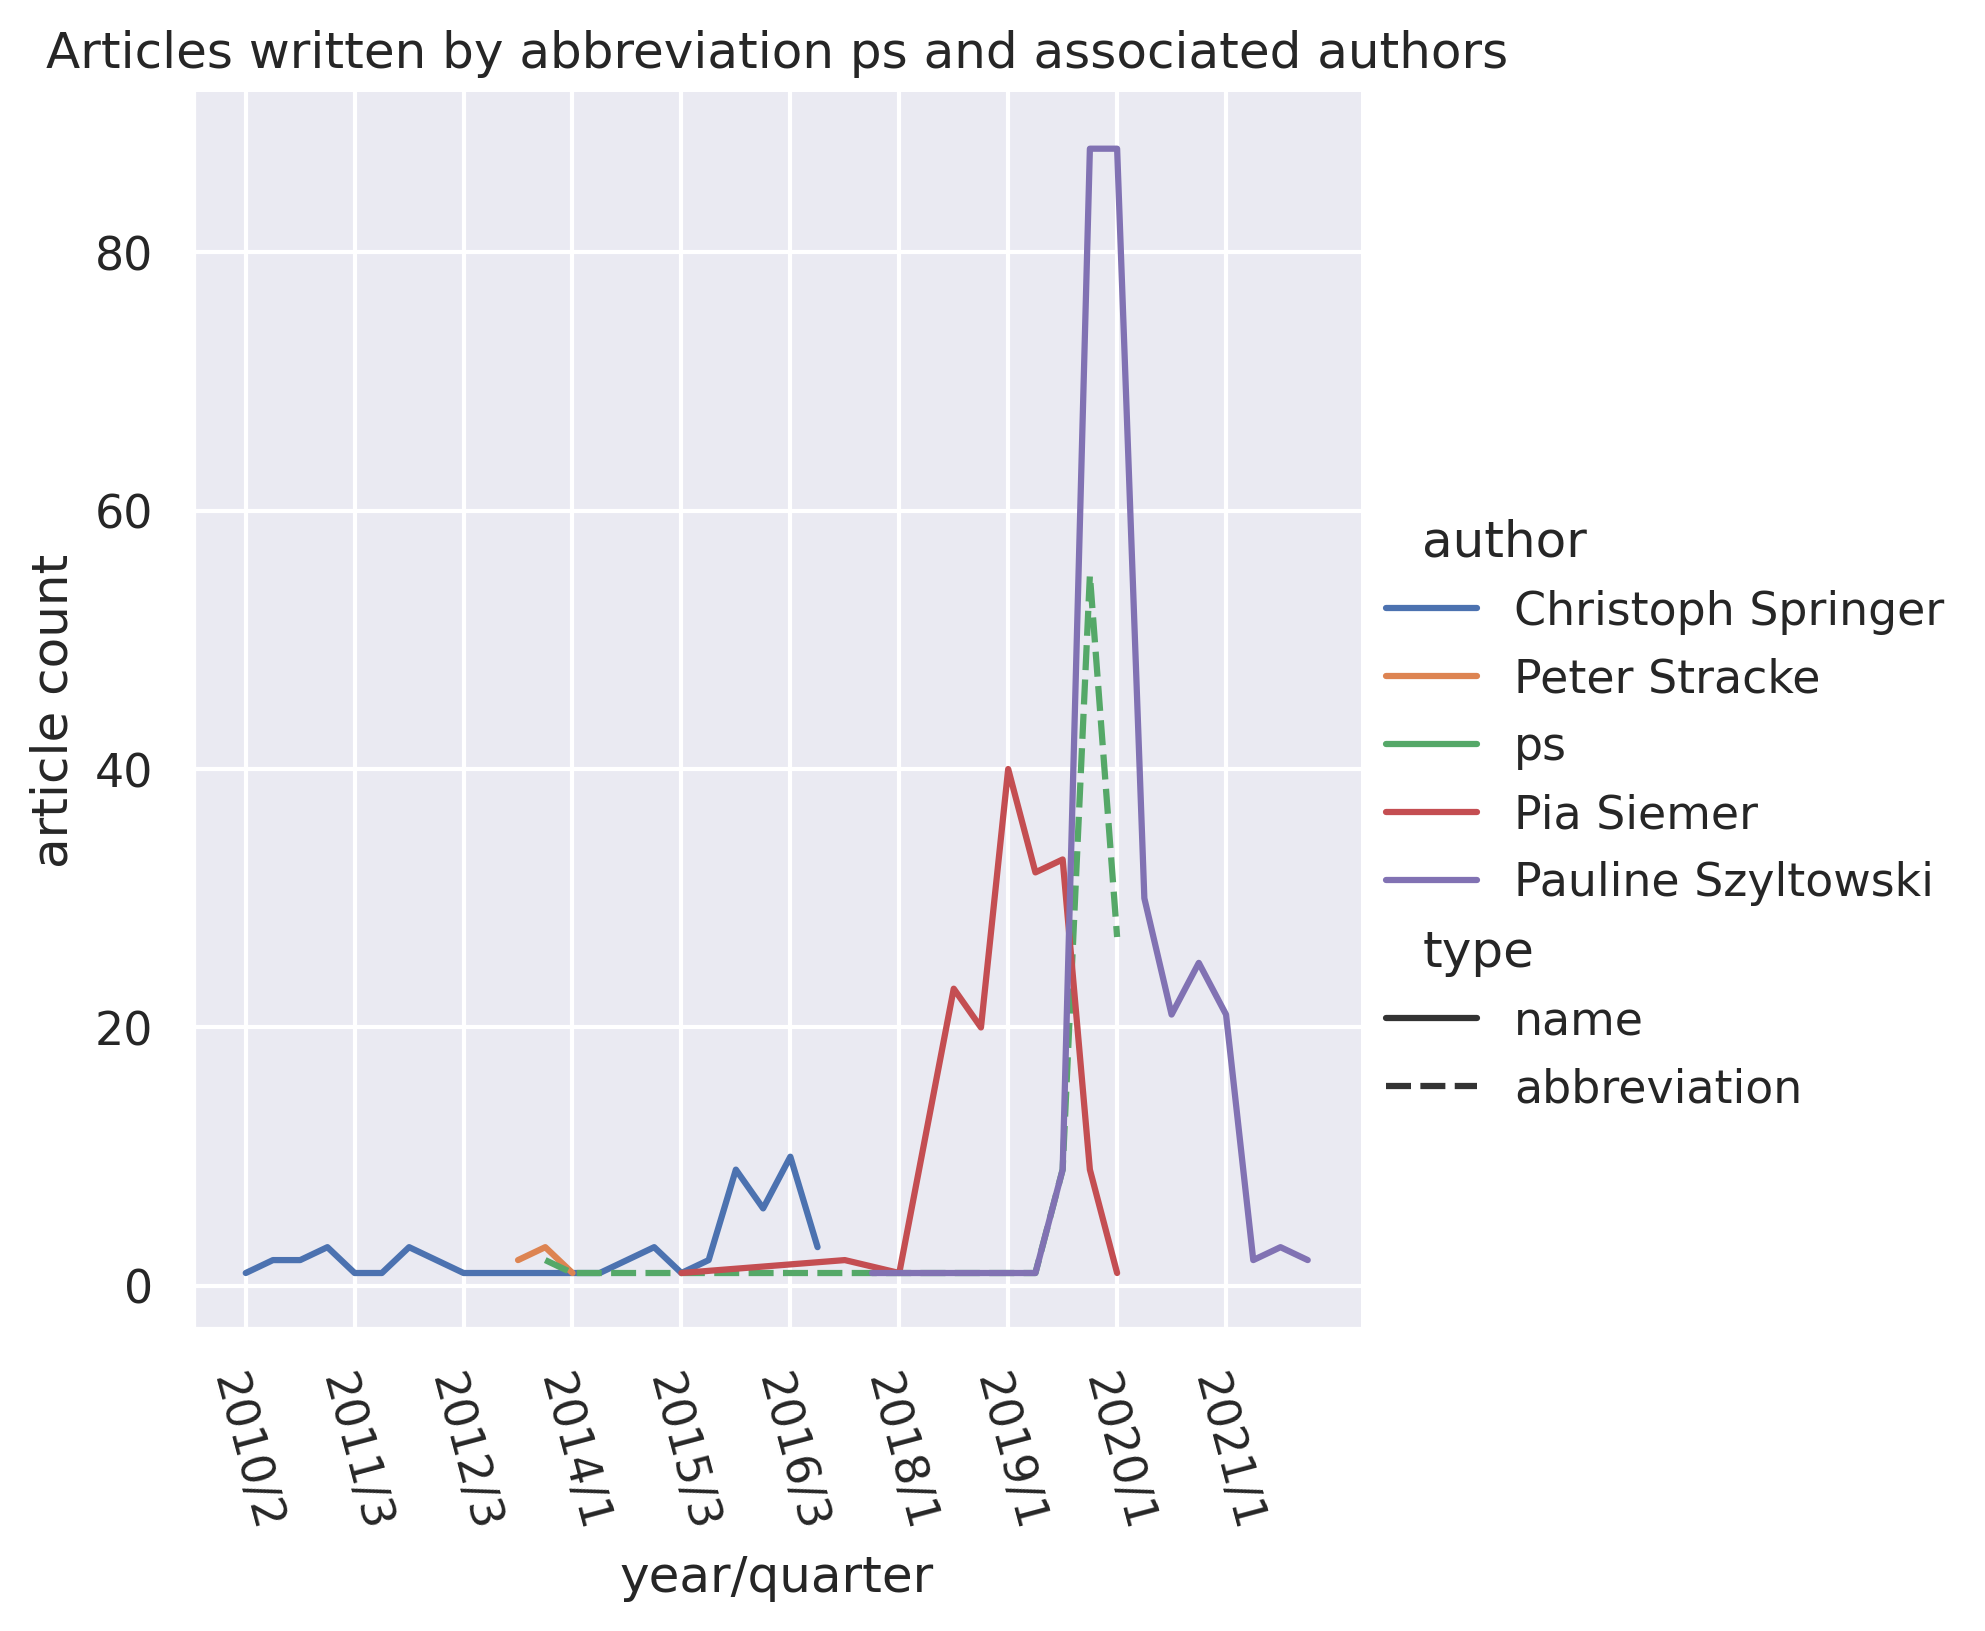 Articles written by abbreviation ps and associated authors
article count
80
60
40
20
0
2010/2
2011/3
2012/3
2014/1
2015/3
2016/3
2018/1
2019/1
2020/1
2021/1
year/quarter
author
Christoph Springer
Peter Stracke
ps
Pia Siemer
Pauline Szyltowski
type
name
abbreviation